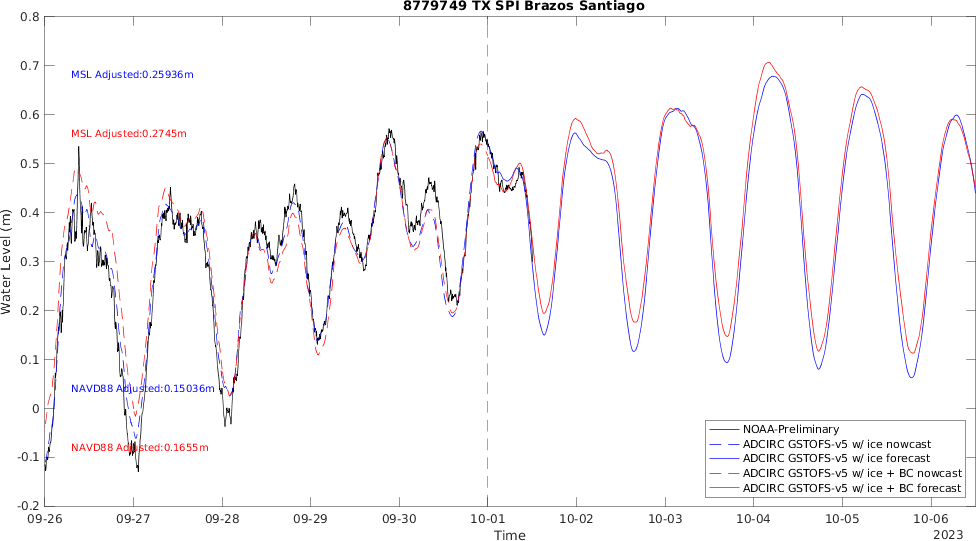 8779749 TX SPI Brazos Santiago
0.8
0.7
0.6
0.5
0.4
0.3
0.2
0.1
0
-0.1
-0.2
Water Level (m)
MSL Adjusted:0.25936m
MSL Adjusted:0.2745m
NAVD88 Adjusted:0.15036m
NAVD88 Adjusted:0.1655m
NOAA-Preliminary
ADCIRC GSTOFS-v5 w/ ice nowcast
ADCIRC GSTOFS-v5 w/ ice forecast
ADCIRC GSTOFS-v5 w/ ice + BC nowcast
ADCIRC GSTOFS-v5 w/ ice + BC forecast
09-26 09-27 09-28 09-29 09-30 10-01 10-02 10-03 10-04 10-05 10-06
Time
2023